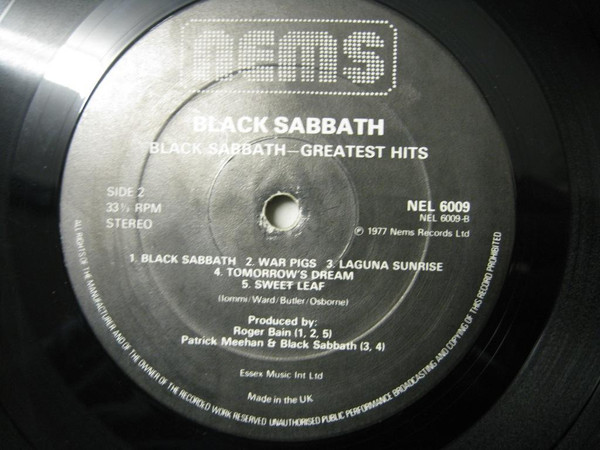 nems
BLACK SABBATH
BLACK SABBATH—GREATEST HITS
SIDE 2
33⅓ RPM
STEREO
NEL 6009
NEL 6009-B
℗ 1977 Nems Records Ltd
1. BLACK SABBATH 2. WAR PIGS 3. LAGUNA SUNRISE
4. TOMORROW'S DREAM
5. SWEET LEAF
(Iommi/Ward/Butler/Osborne)
Produced by:
Roger Bain (1, 2, 5)
Patrick Meehan & Black Sabbath (3, 4)
Essex Music Int Ltd
Made in the UK
ALL RIGHTS OF THE MANUFACTURER AND OF THE OWNER OF THE RECORDED WORK RESERVED UNAUTHORISED PUBLIC PERFORMANCE BROADCASTING AND COPYING OF THIS RECORD PROHIBITED